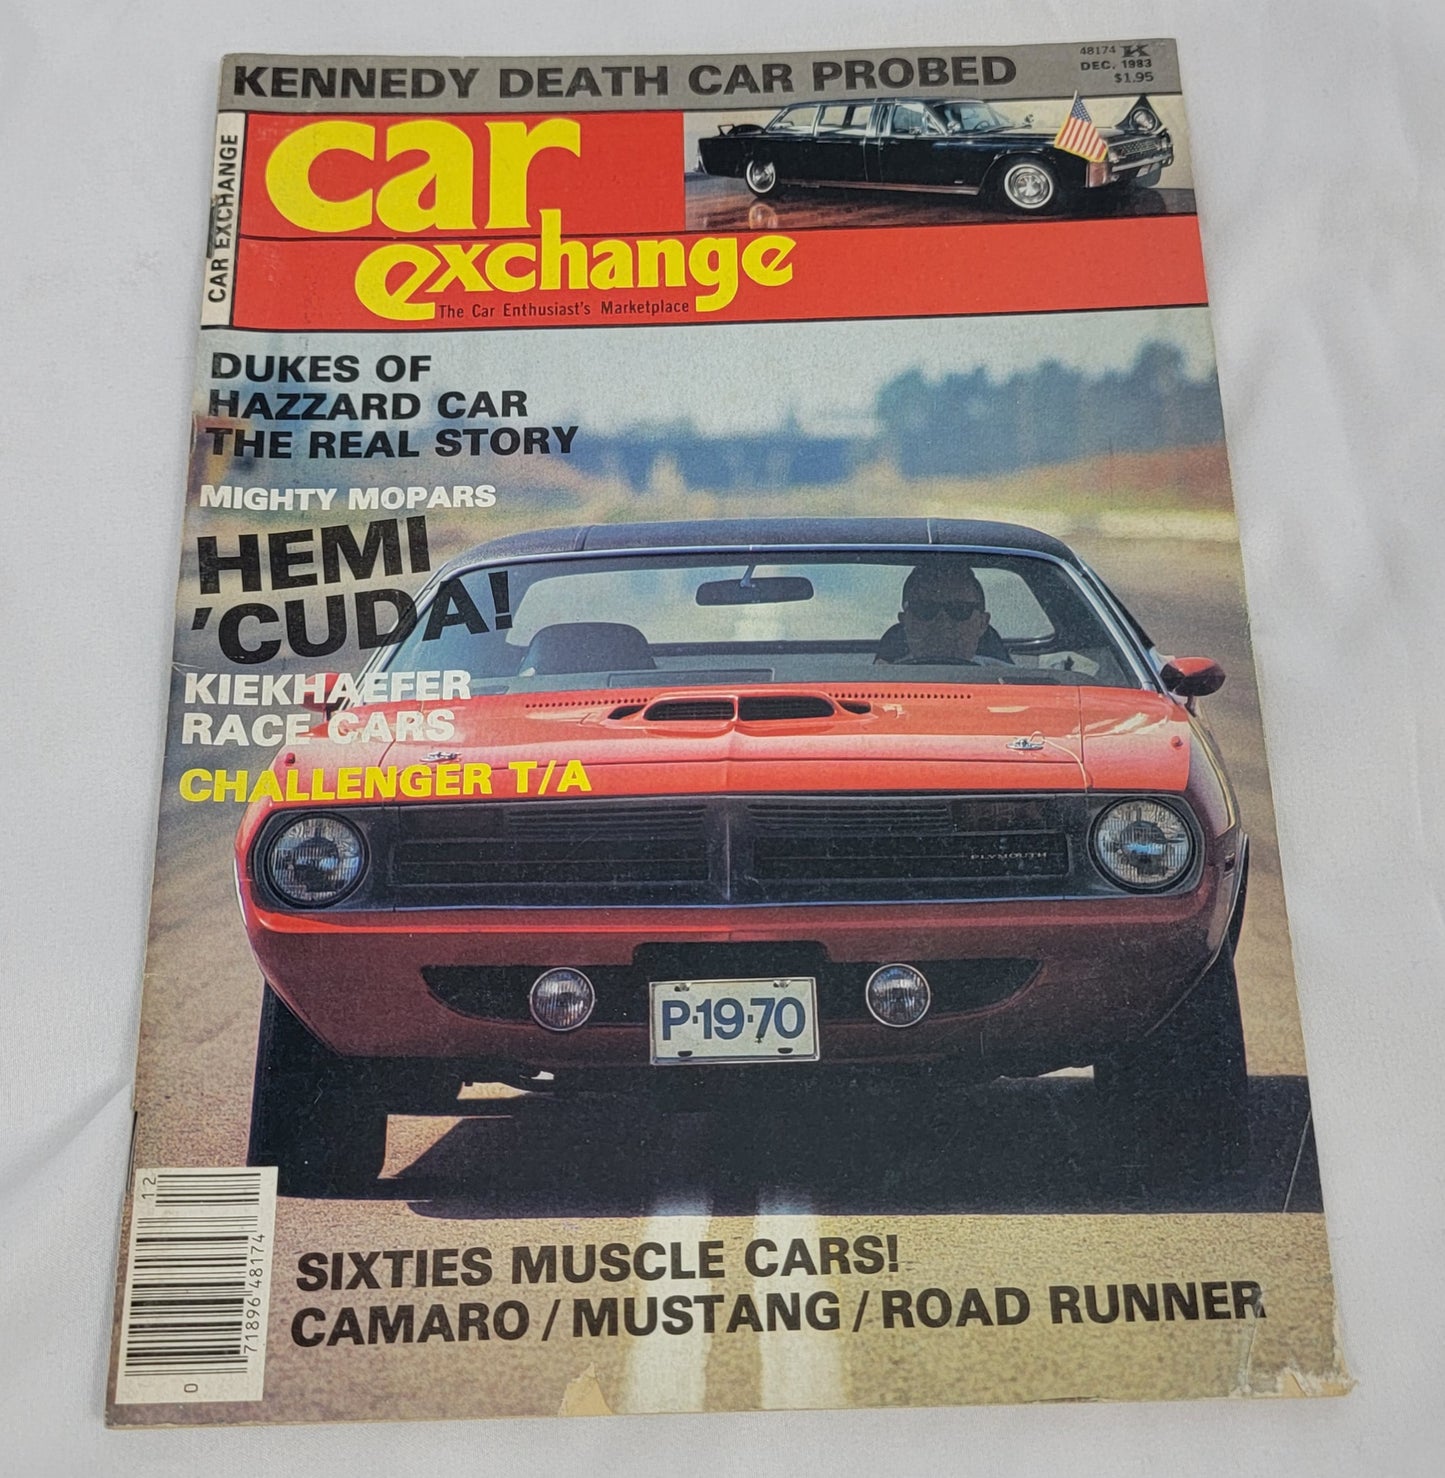 KENNEDY DEATH CAR PROBED
48174 K
DEC. 1983
$1.95
CAR EXCHANGE
car
exchange
The Car Enthusiast's Marketplace
DUKES OF
HAZZARD CAR
THE REAL STORY
MIGHTY MOPARS
HEMI
'CUDA!
KIEKHAEFER
RACE CARS
CHALLENGER T/A
PLYMOUTH
P-19-70
SIXTIES MUSCLE CARS!
CAMARO / MUSTANG / ROAD RUNNER
12
71896 48174
0